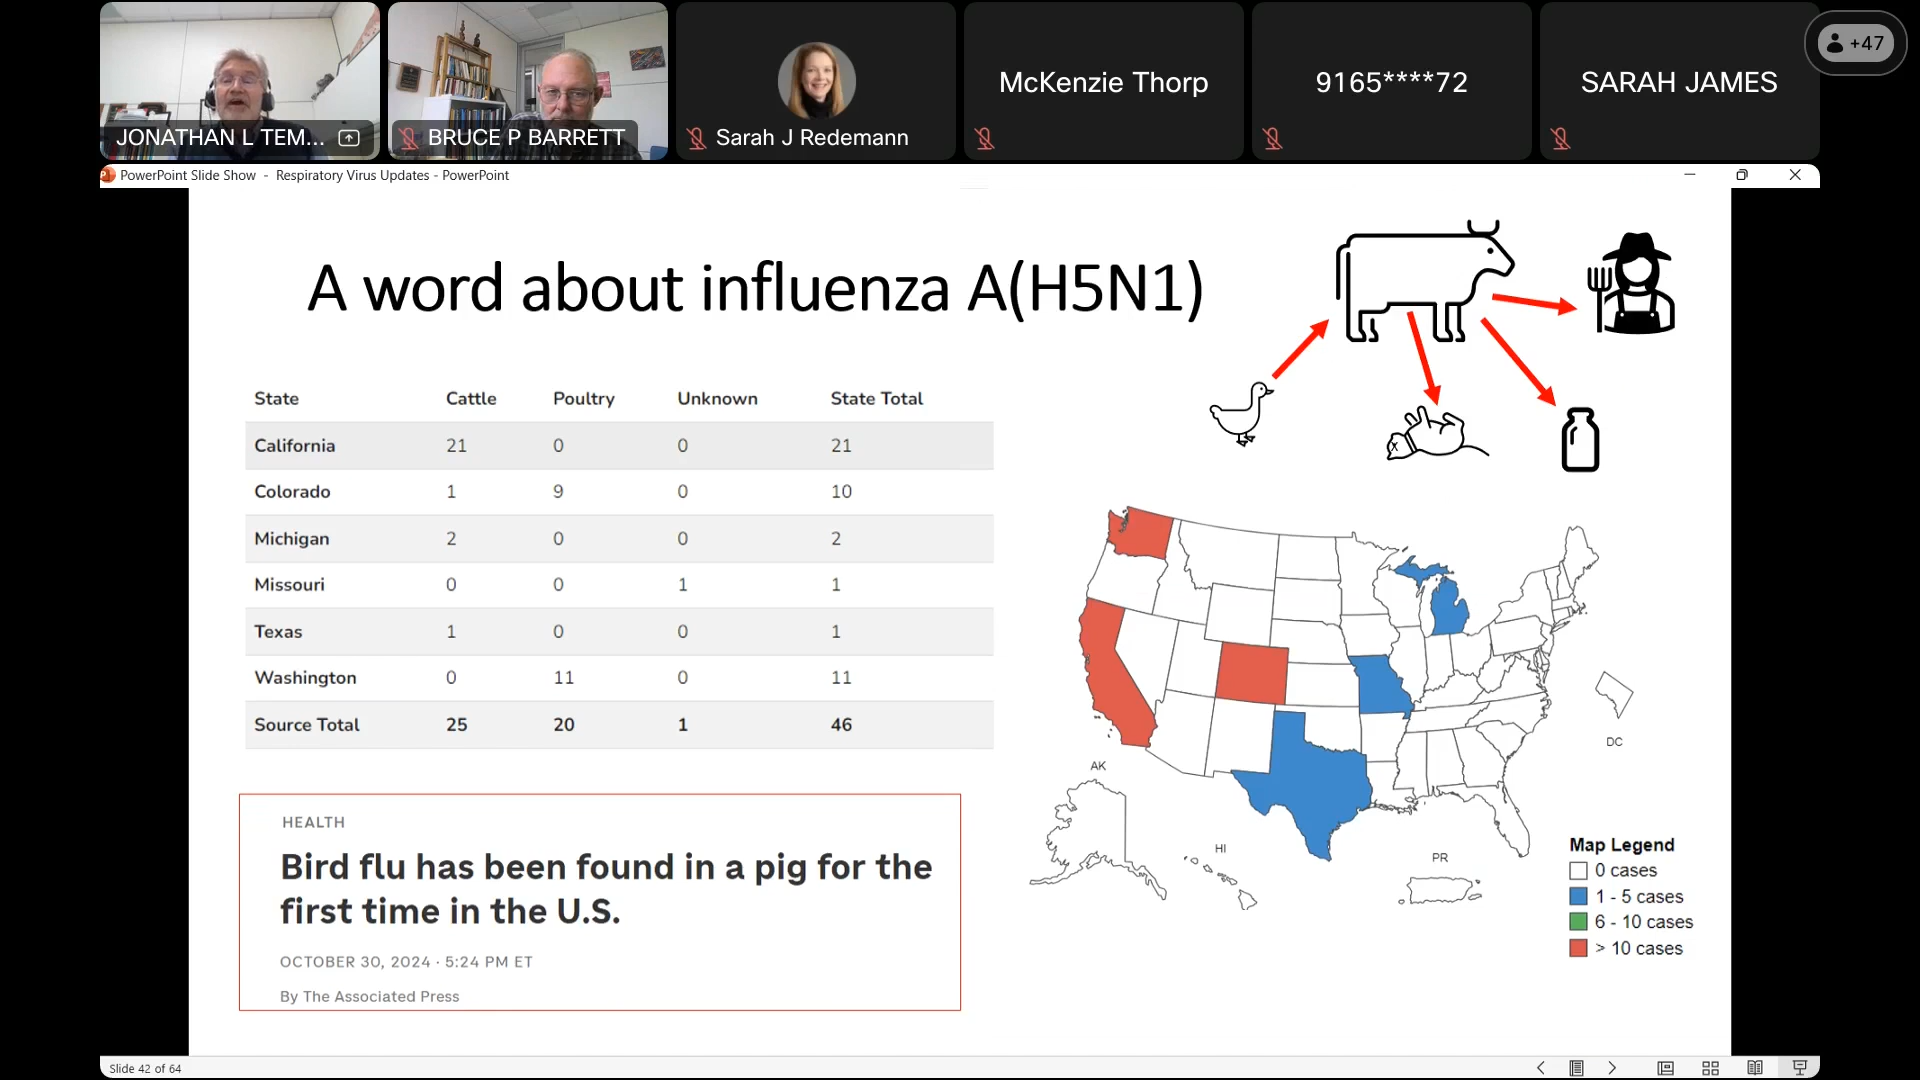 JONATHAN L TEM...
BRUCE P BARRETT
Sarah J Redemann
McKenzie Thorp
9165****72
SARAH JAMES
+47
PowerPoint Slide Show - Respiratory Virus Updates - PowerPoint
A word about influenza A(H5N1)
State Cattle Poultry Unknown State Total
California 21 0 0 21
Colorado 1 9 0 10
Michigan 2 0 0 2
Missouri 0 0 1 1
Texas 1 0 0 1
Washington 0 11 0 11
Source Total 25 20 1 46
HEALTH
Bird flu has been found in a pig for the
first time in the U.S.
OCTOBER 30, 2024 · 5:24 PM ET
By The Associated Press
AK
HI
PR
DC
Map Legend
0 cases
1 - 5 cases
6 - 10 cases
> 10 cases
Slide 42 of 64